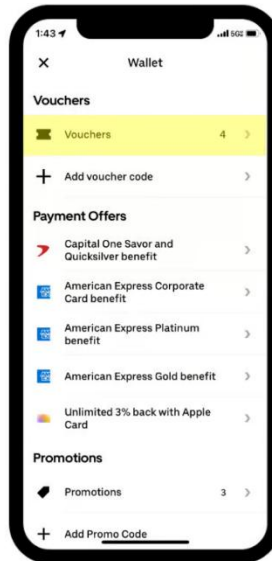 1:43
5G
Wallet
Vouchers
Vouchers 4
Add voucher code
Payment Offers
Capital One Savor and
Quicksilver benefit
American Express Corporate
Card benefit
American Express Platinum
benefit
American Express Gold benefit
Unlimited 3% back with Apple
Card
Promotions
Promotions 3
Add Promo Code